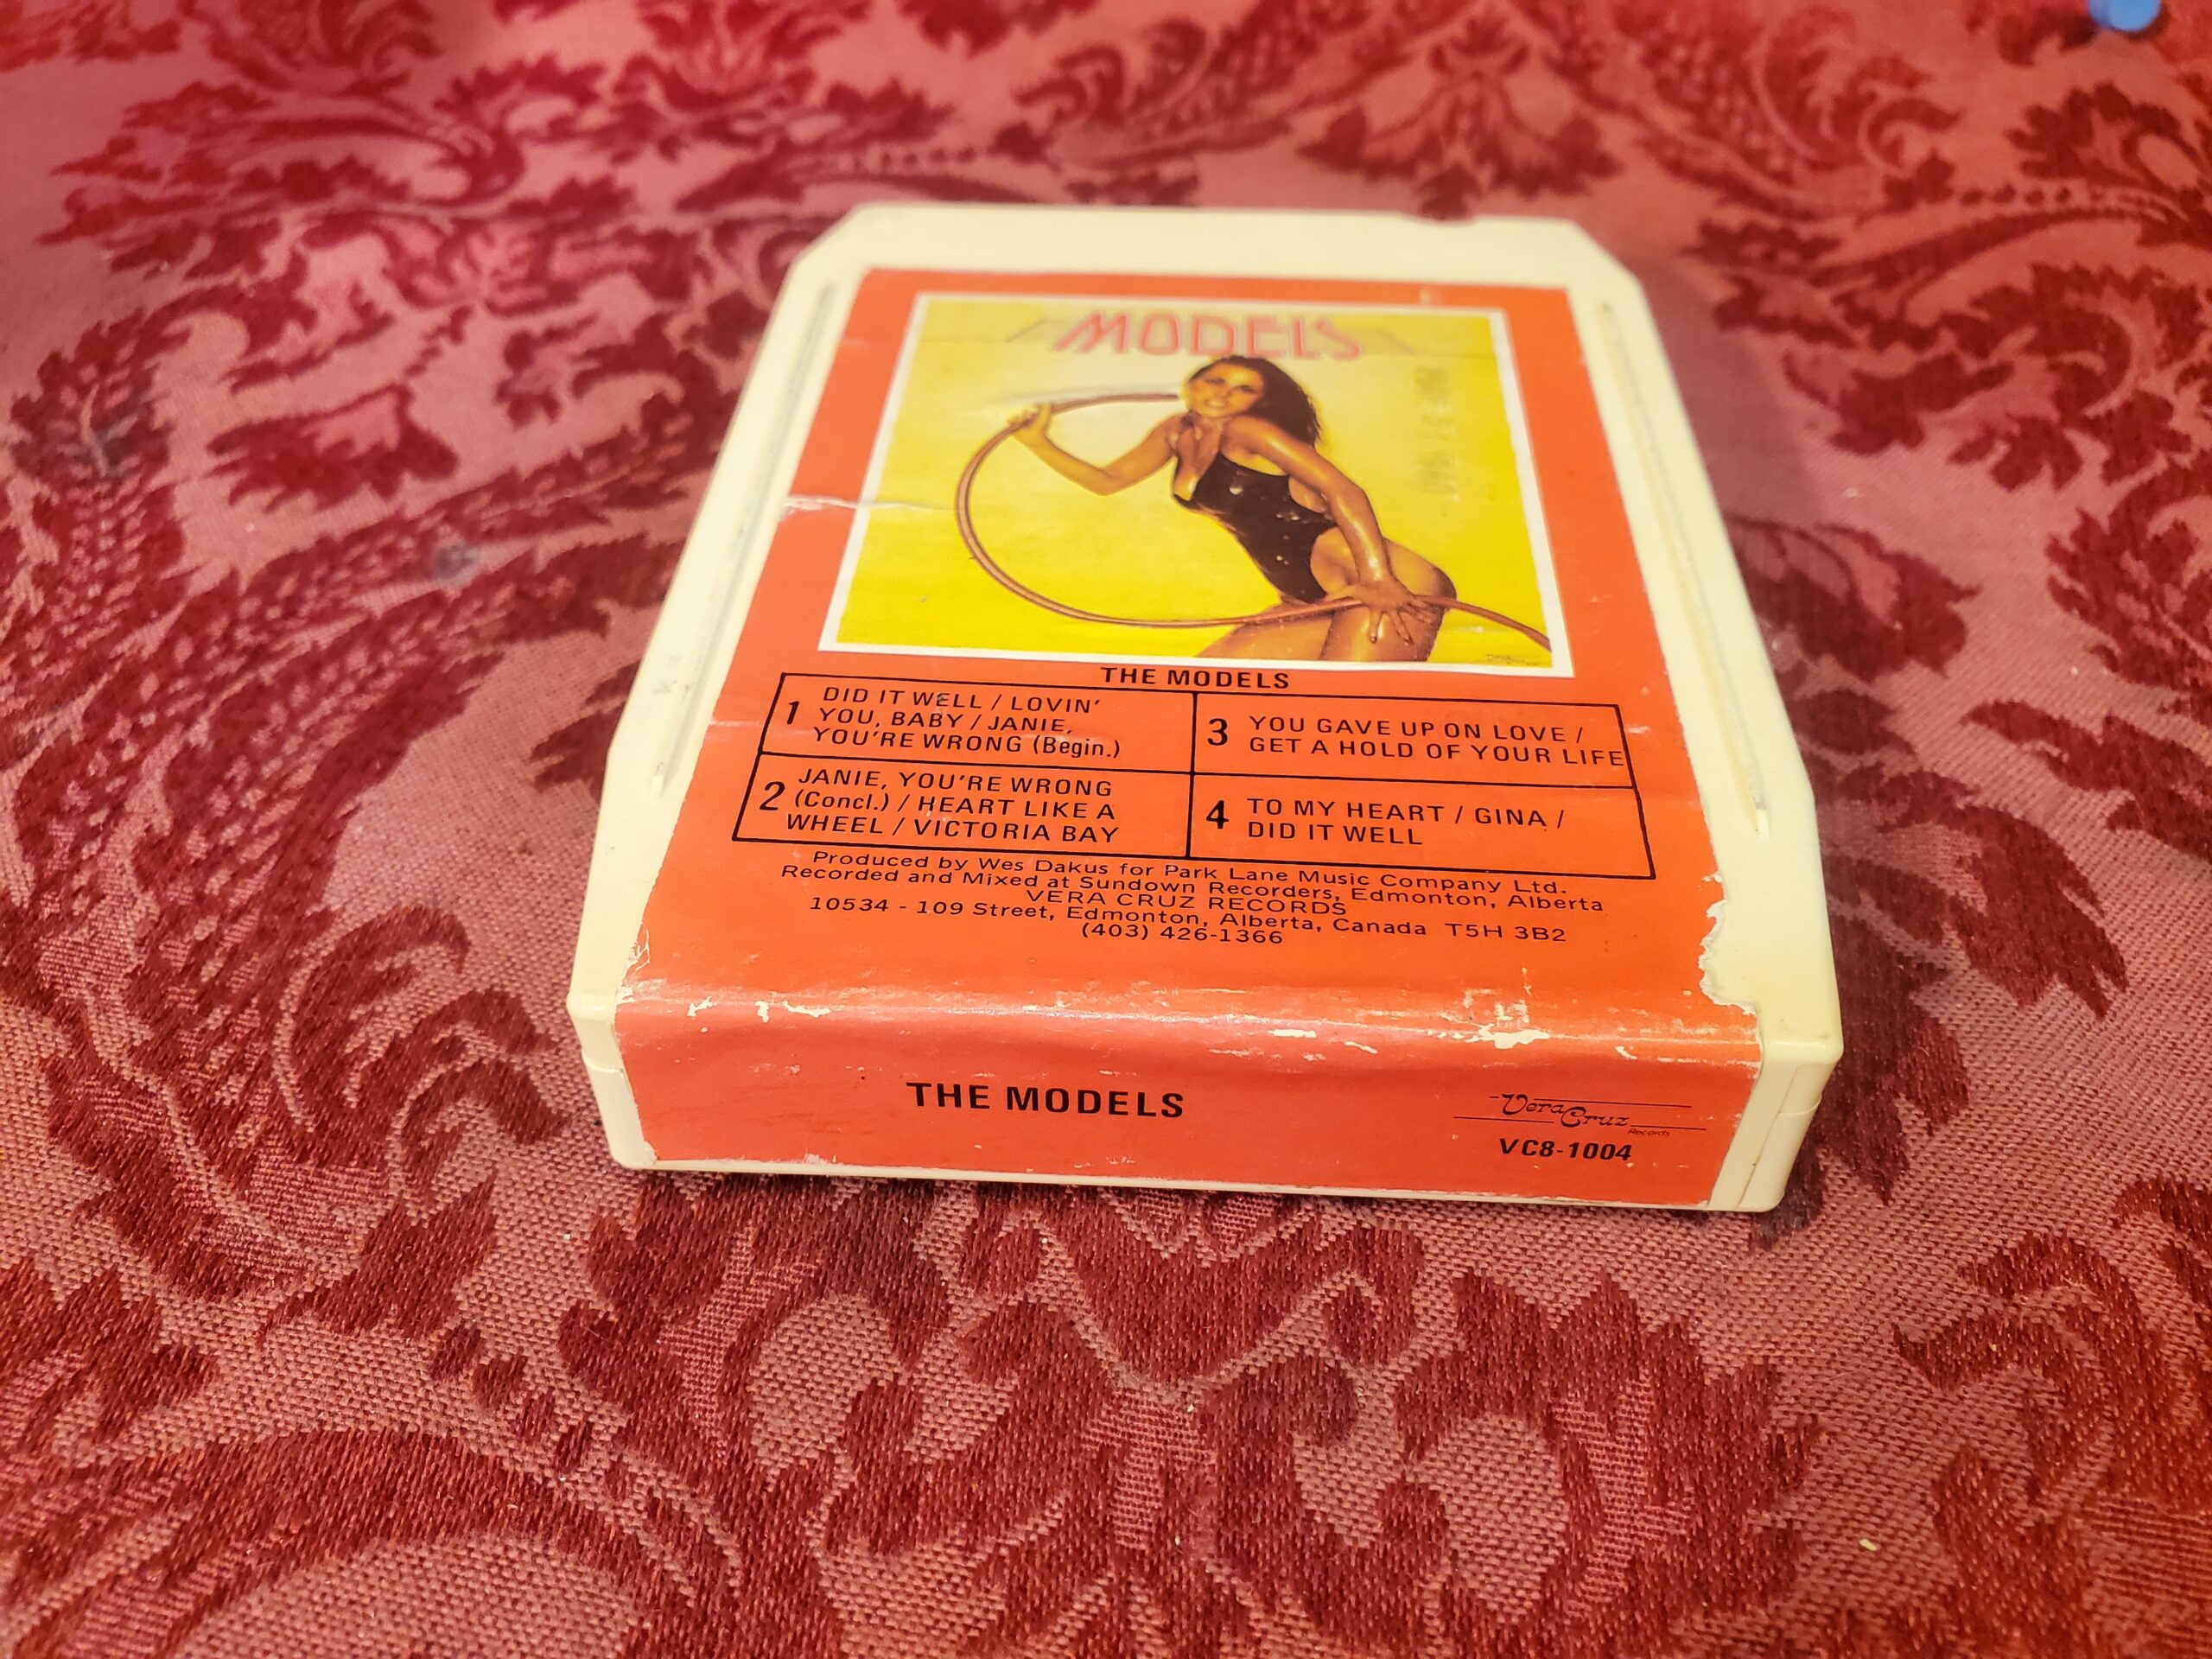 MODELS
THE MODELS
1 DID IT WELL / LOVIN'
YOU, BABY / JANIE,
YOU'RE WRONG (Begin.)
2 JANIE, YOU'RE WRONG
(Concl.) / HEART LIKE A
WHEEL / VICTORIA BAY
3 YOU GAVE UP ON LOVE /
GET A HOLD OF YOUR LIFE
4 TO MY HEART / GINA /
DID IT WELL
Produced by Wes Dakus for Park Lane Music Company Ltd.
Recorded and Mixed at Sundown Recorders, Edmonton, Alberta
VERA CRUZ RECORDS
10534 - 109 Street, Edmonton, Alberta, Canada T5H 3B2
(403) 426-1366
THE MODELS
Vera Cruz
Records
VC8-1004